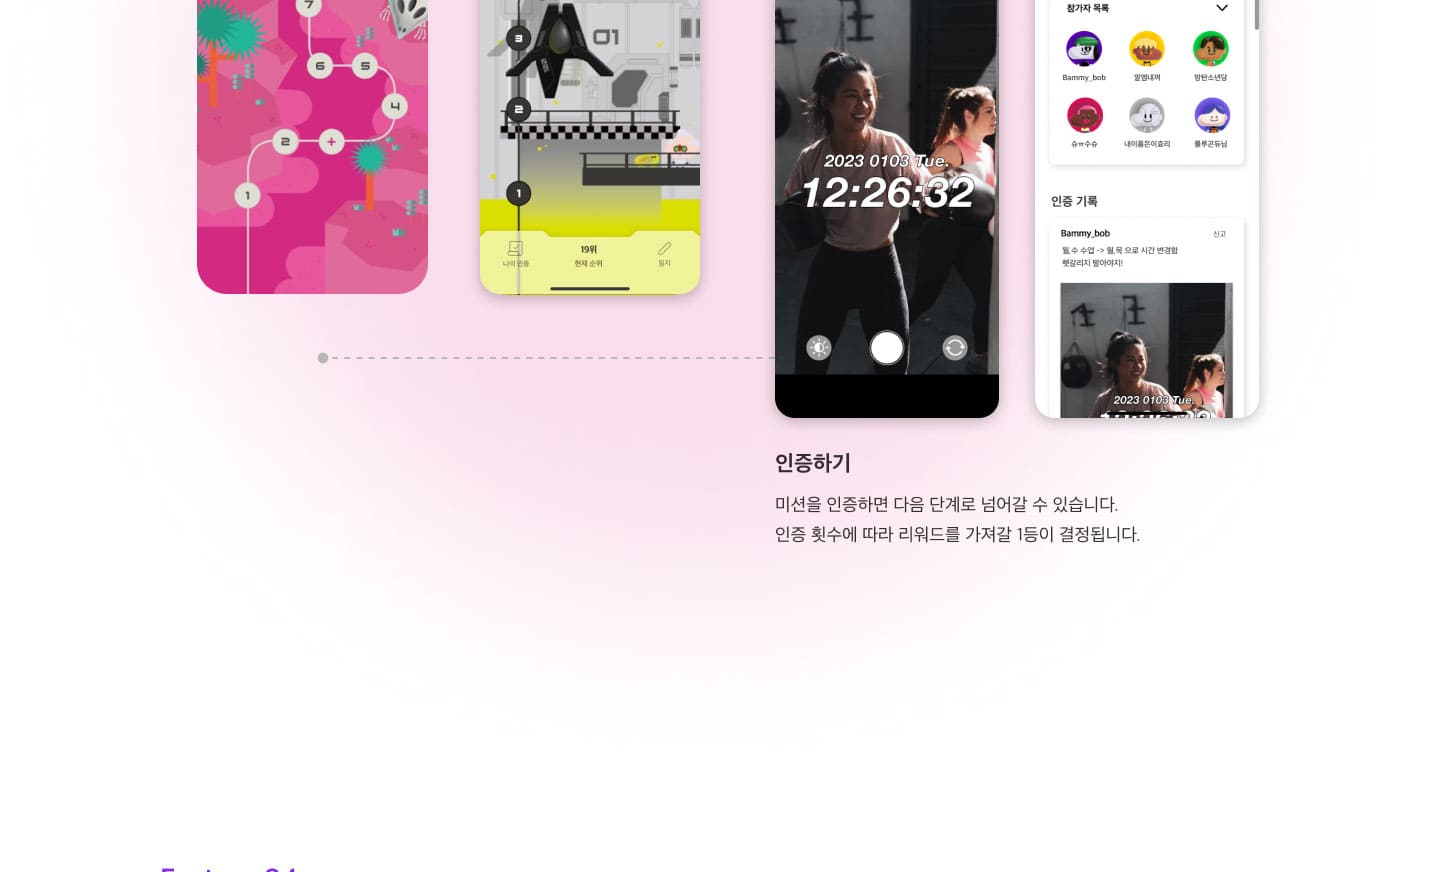 7
6
5
4
2
+
1
3
01
2
1
나의 인증
19위
현재 순위
일지
2023 0103 Tue.
12:26:32
참가자 목록
Bammy_bob
알멩내꺼
방탄소년당
슈ㅠ수슈
내이름은이효리
룰루곤듀님
인증 기록
Bammy_bob
신고
월,수 수업 -> 월,목 으로 시간 변경함
헷갈리지 말아야지!
2023 0103 Tue.
인증하기
미션을 인증하면 다음 단계로 넘어갈 수 있습니다.
인증 횟수에 따라 리워드를 가져갈 1등이 결정됩니다.